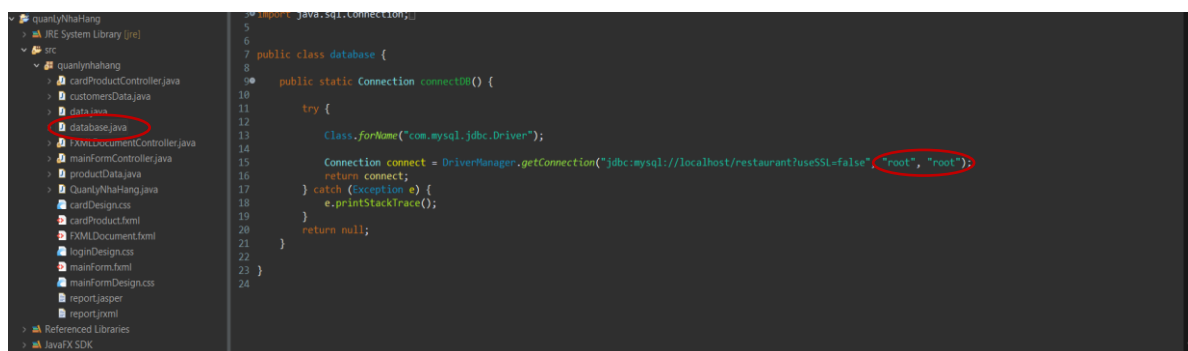 quanLyNhaHang
JRE System Library [jre]
src
quanlynhahang
cardProductController.java
customersData.java
data.java
database.java
FXMLDocumentController.java
mainFormController.java
productData.java
QuanLyNhaHang.java
cardDesign.css
cardProduct.fxml
FXMLDocument.fxml
loginDesign.css
mainForm.fxml
mainFormDesign.css
report.jasper
report.jrxml
Referenced Libraries
JavaFX SDK
3 import java.sql.Connection;
5
6
7 public class database {
8
9 public static Connection connectDB() {
10
11 try {
12
13 Class.forName("com.mysql.jdbc.Driver");
14
15 Connection connect = DriverManager.getConnection("jdbc:mysql://localhost/restaurant?useSSL=false", "root", "root");
16 return connect;
17 } catch (Exception e) {
18 e.printStackTrace();
19 }
20 return null;
21 }
22
23 }
24